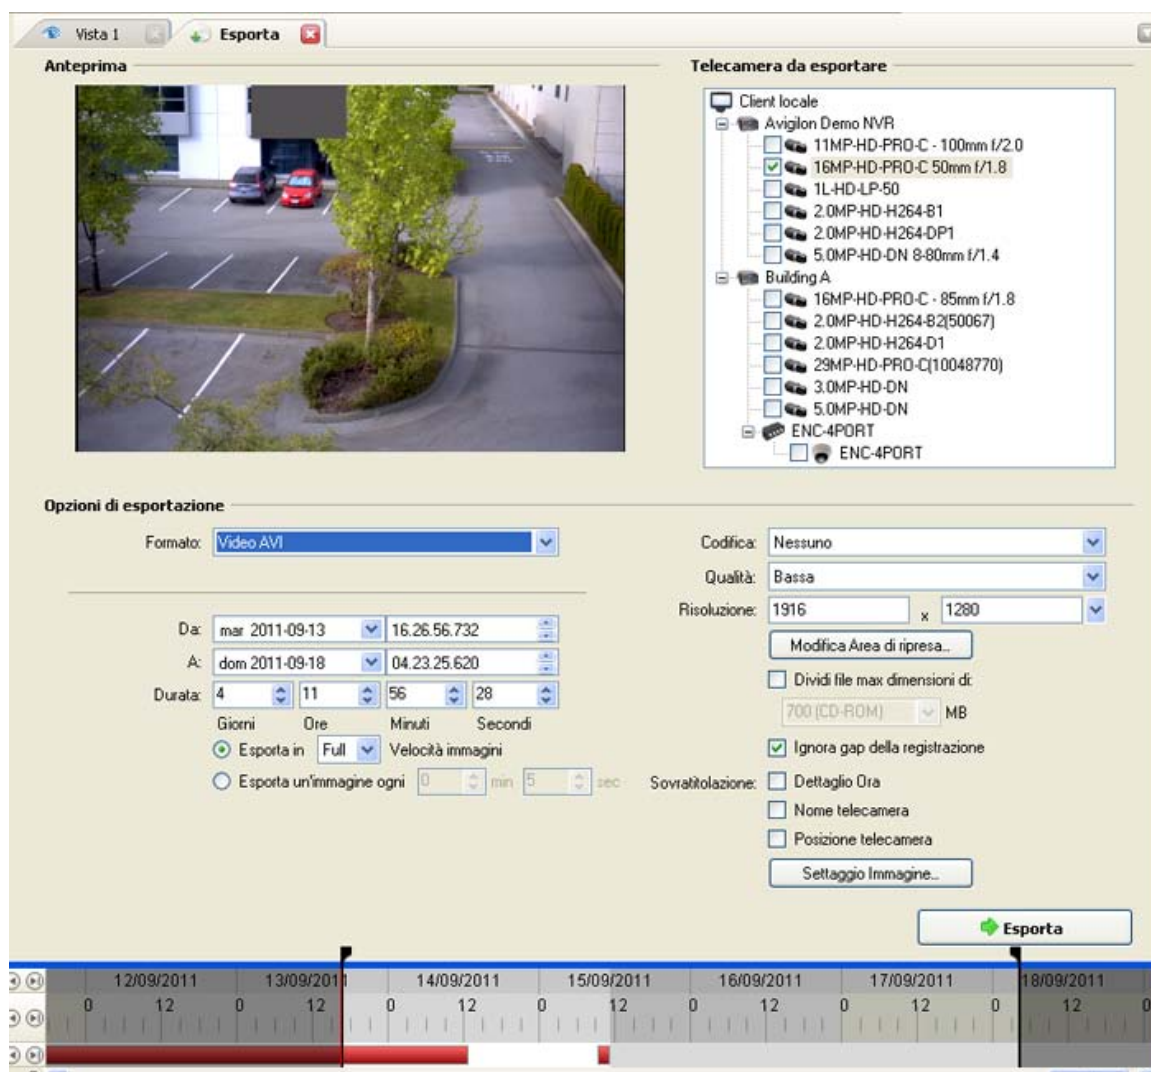 Vista 1
Esporta
Anteprima
Telecamera da esportare
Client locale
Avigilon Demo NVR
11MP-HD-PRO-C - 100mm f/2.0
16MP-HD-PRO-C 50mm f/1.8
1L-HD-LP-50
2.0MP-HD-H264-B1
2.0MP-HD-H264-DP1
5.0MP-HD-DN 8-80mm f/1.4
Building A
16MP-HD-PRO-C - 85mm f/1.8
2.0MP-HD-H264-B2(50067)
2.0MP-HD-H264-D1
29MP-HD-PRO-C(10048770)
3.0MP-HD-DN
5.0MP-HD-DN
ENC-4PORT
ENC-4PORT
Opzioni di esportazione
Formato: Video AVI
Da: mar 2011-09-13 16.26.56.732
A: dom 2011-09-18 04.23.25.620
Durata: 4 11 56 28
Giorni Ore Minuti Secondi
Esporta in Full Velocità immagini
Esporta un'immagine ogni 0 min 5 sec
Codifica: Nessuno
Qualità: Bassa
Risoluzione: 1916 x 1280
Modifica Area di ripresa...
Dividi file max dimensioni di:
700 (CD-ROM) MB
Ignora gap della registrazione
Sovratitolazione: Dettaglio Ora
Nome telecamera
Posizione telecamera
Settaggio Immagine...
Esporta
12/09/2011 13/09/2011 14/09/2011 15/09/2011 16/09/2011 17/09/2011 18/09/2011
0 12 0 12 0 12 0 12 0 12 0 12 0 12 0